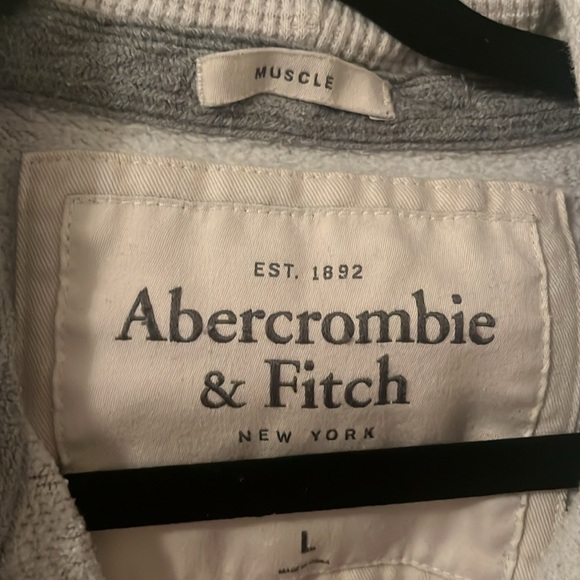 MUSCLE
EST. 1892
Abercrombie
& Fitch
NEW YORK
L